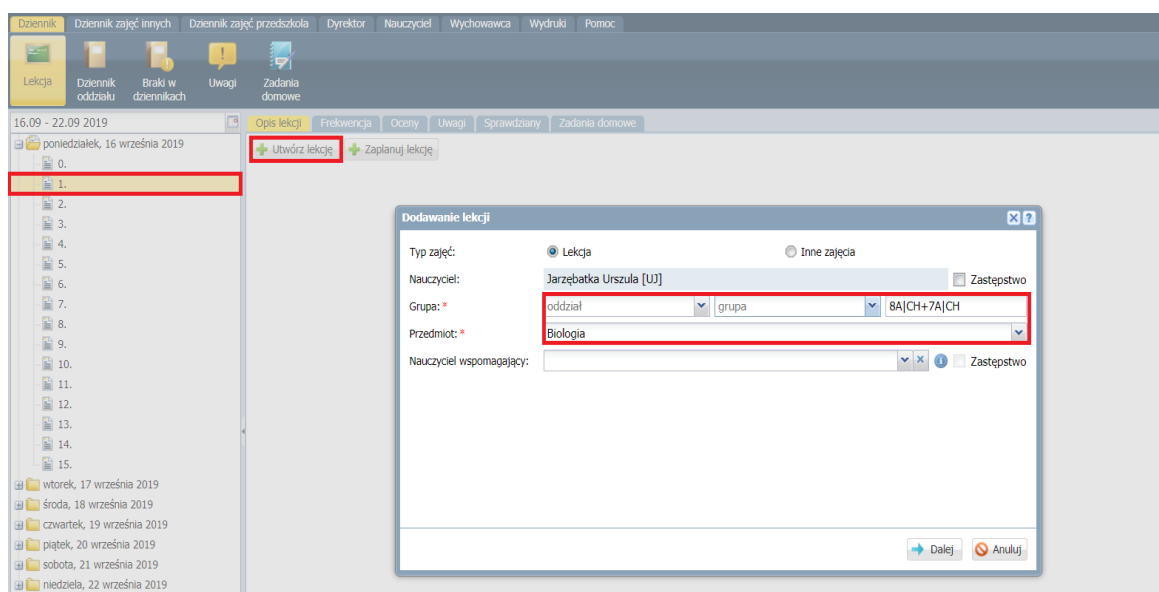 Dziennik Dziennik zajęć innych Dziennik zajęć przedszkola Dyrektor Nauczyciel Wychowawca Wydruki Pomoc
Lekcja Dziennik oddziału Braki w dziennikach Uwagi Zadania domowe
16.09 - 22.09 2019
poniedziałek, 16 września 2019
0.
1.
2.
3.
4.
5.
6.
7.
8.
9.
10.
11.
12.
13.
14.
15.
wtorek, 17 września 2019
środa, 18 września 2019
czwartek, 19 września 2019
piątek, 20 września 2019
sobota, 21 września 2019
niedziela, 22 września 2019
Opis lekcji Frekwencja Oceny Uwagi Sprawdziany Zadania domowe
Utwórz lekcję Zaplanuj lekcję
Dodawanie lekcji
Typ zajęć: Lekcja Inne zajęcia
Nauczyciel: Jarzębatka Urszula [UJ] Zastępstwo
Grupa: * oddział grupa 8A|CH+7A|CH
Przedmiot: * Biologia
Nauczyciel wspomagający: Zastępstwo
Dalej Anuluj